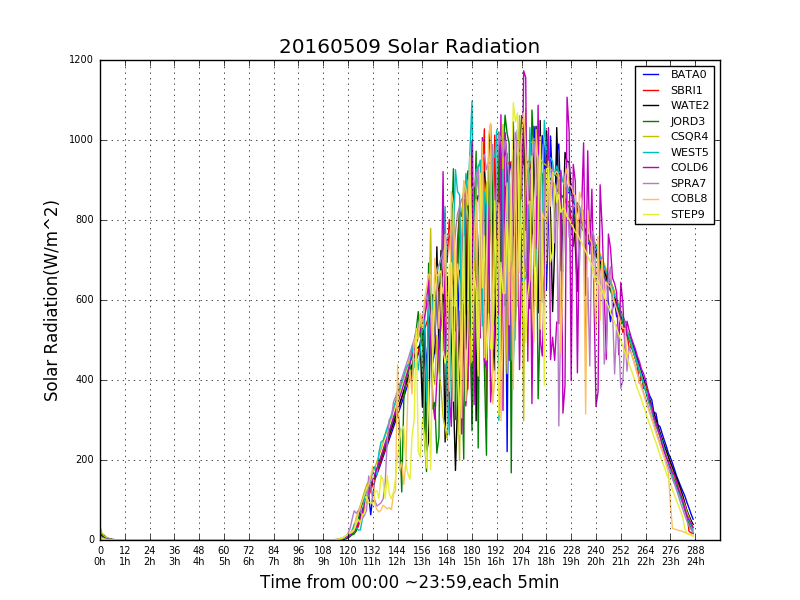 20160509 Solar Radiation
1200
1000
800
600
400
200
0
Solar Radiation(W/m^2)
BATA0
SBRI1
WATE2
JORD3
CSQR4
WEST5
COLD6
SPRA7
COBL8
STEP9
0 12 24 36 48 60 72 84 96 108 120 132 144 156 168 180 192 204 216 228 240 252 264 276 288
0h 1h 2h 3h 4h 5h 6h 7h 8h 9h 10h 11h 12h 13h 14h 15h 16h 17h 18h 19h 20h 21h 22h 23h 24h
Time from 00:00 ~23:59,each 5min